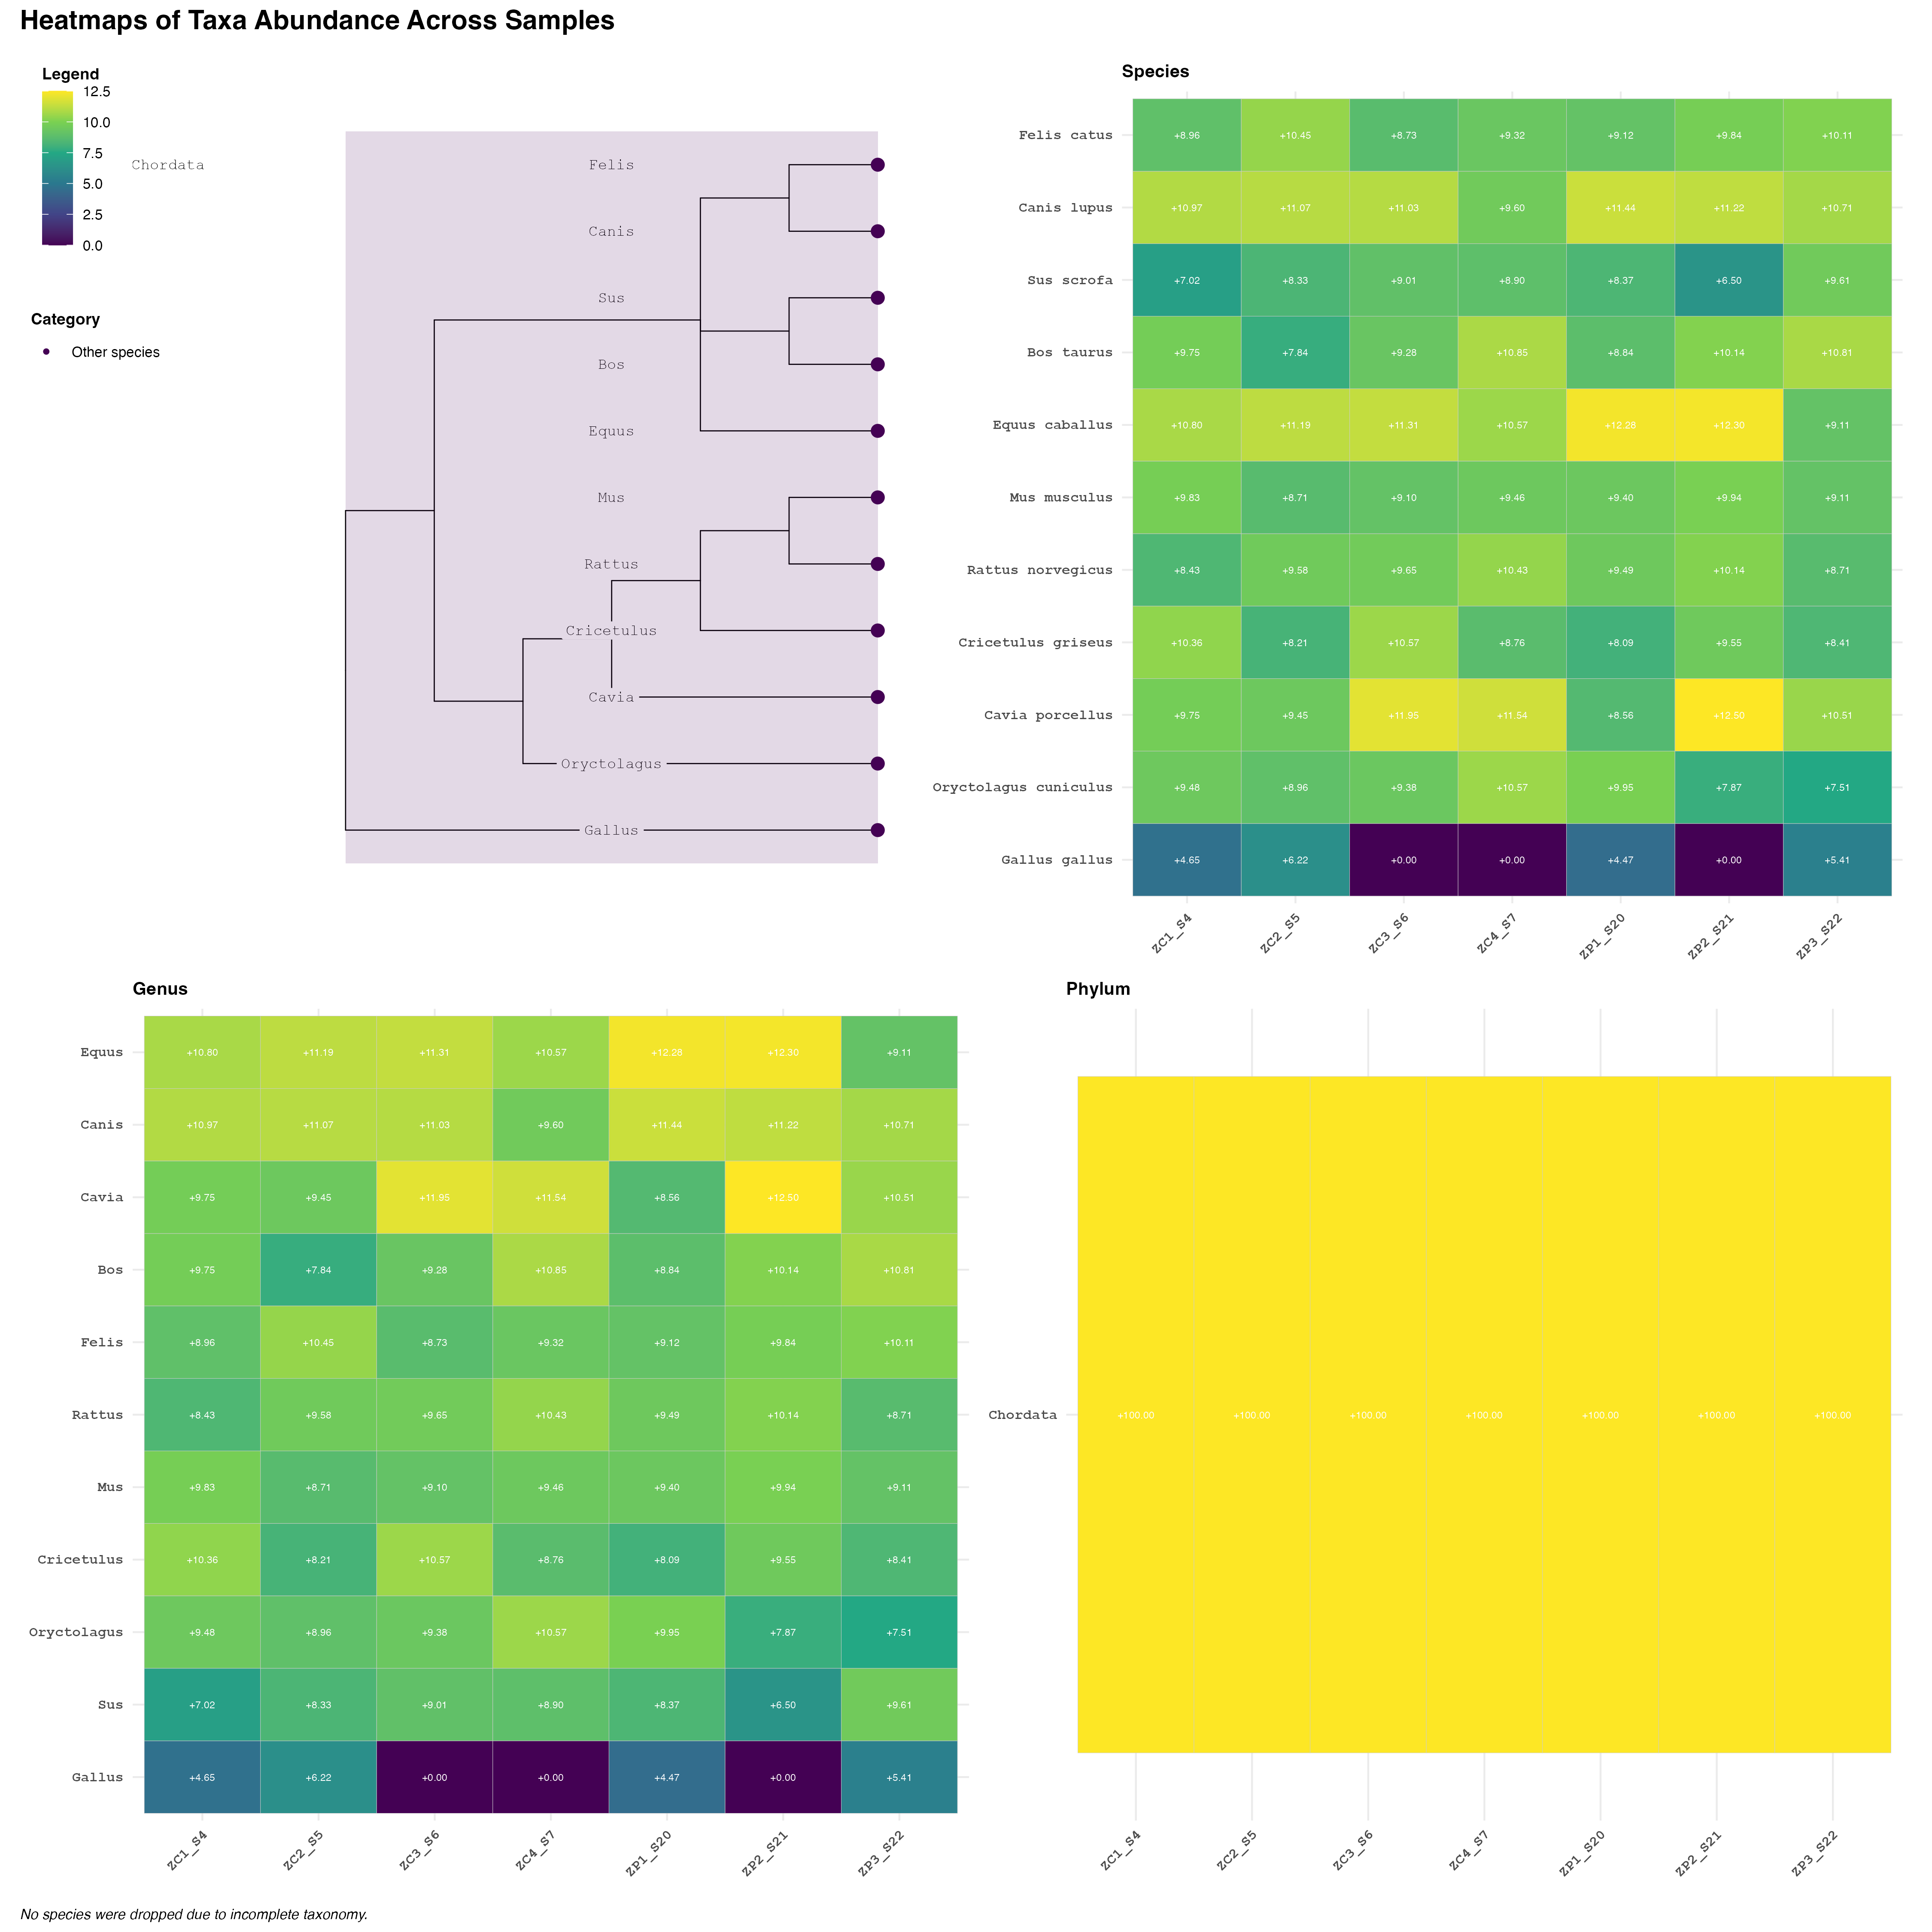 Heatmaps of Taxa Abundance Across Samples
Legend
12.5
10.0
7.5
5.0
2.5
0.0
Category
Other species
Chordata
Felis
Canis
Sus
Bos
Equus
Mus
Rattus
Cricetulus
Cavia
Oryctolagus
Gallus
Species
Felis catus +8.96 +10.45 +8.73 +9.32 +9.12 +9.84 +10.11
Canis lupus +10.97 +11.07 +11.03 +9.60 +11.44 +11.22 +10.71
Sus scrofa +7.02 +8.33 +9.01 +8.90 +8.37 +6.50 +9.61
Bos taurus +9.75 +7.84 +9.28 +10.85 +8.84 +10.14 +10.81
Equus caballus +10.80 +11.19 +11.31 +10.57 +12.28 +12.30 +9.11
Mus musculus +9.83 +8.71 +9.10 +9.46 +9.40 +9.94 +9.11
Rattus norvegicus +8.43 +9.58 +9.65 +10.43 +9.49 +10.14 +8.71
Cricetulus griseus +10.36 +8.21 +10.57 +8.76 +8.09 +9.55 +8.41
Cavia porcellus +9.75 +9.45 +11.95 +11.54 +8.56 +12.50 +10.51
Oryctolagus cuniculus +9.48 +8.96 +9.38 +10.57 +9.95 +7.87 +7.51
Gallus gallus +4.65 +6.22 +0.00 +0.00 +4.47 +0.00 +5.41
ZC1_S4 ZC2_S5 ZC3_S6 ZC4_S7 ZP1_S20 ZP2_S21 ZP3_S22
Genus
Equus +10.80 +11.19 +11.31 +10.57 +12.28 +12.30 +9.11
Canis +10.97 +11.07 +11.03 +9.60 +11.44 +11.22 +10.71
Cavia +9.75 +9.45 +11.95 +11.54 +8.56 +12.50 +10.51
Bos +9.75 +7.84 +9.28 +10.85 +8.84 +10.14 +10.81
Felis +8.96 +10.45 +8.73 +9.32 +9.12 +9.84 +10.11
Rattus +8.43 +9.58 +9.65 +10.43 +9.49 +10.14 +8.71
Mus +9.83 +8.71 +9.10 +9.46 +9.40 +9.94 +9.11
Cricetulus +10.36 +8.21 +10.57 +8.76 +8.09 +9.55 +8.41
Oryctolagus +9.48 +8.96 +9.38 +10.57 +9.95 +7.87 +7.51
Sus +7.02 +8.33 +9.01 +8.90 +8.37 +6.50 +9.61
Gallus +4.65 +6.22 +0.00 +0.00 +4.47 +0.00 +5.41
ZC1_S4 ZC2_S5 ZC3_S6 ZC4_S7 ZP1_S20 ZP2_S21 ZP3_S22
Phylum
Chordata +100.00 +100.00 +100.00 +100.00 +100.00 +100.00 +100.00
ZC1_S4 ZC2_S5 ZC3_S6 ZC4_S7 ZP1_S20 ZP2_S21 ZP3_S22
No species were dropped due to incomplete taxonomy.